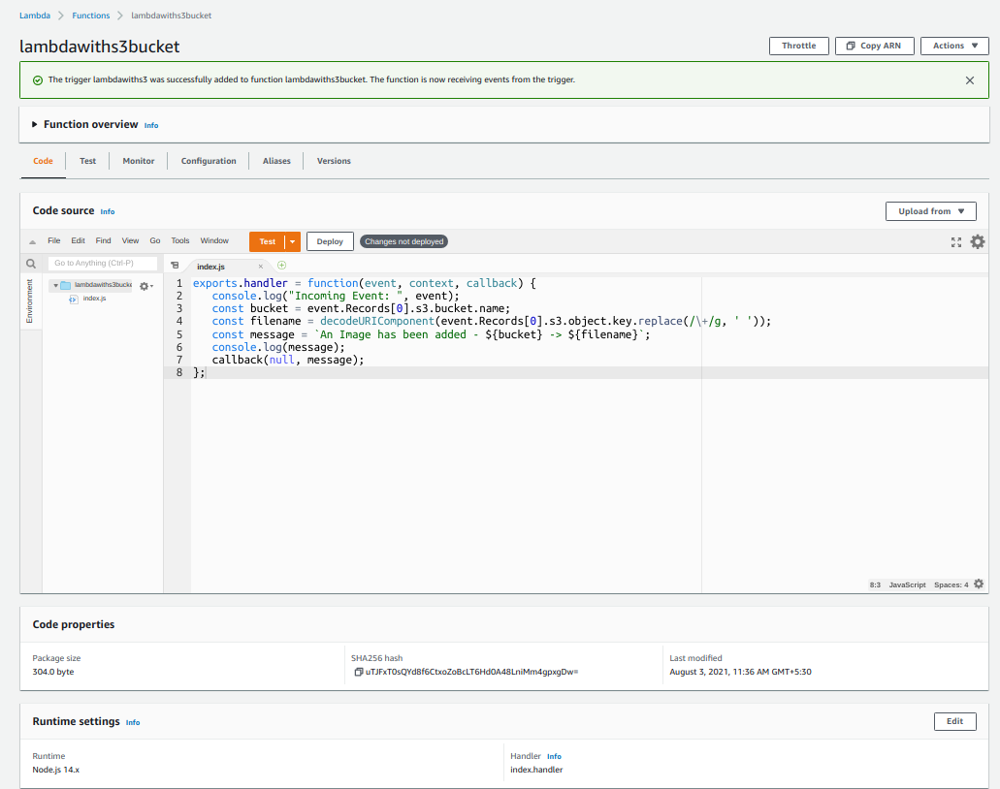 Lambda > Functions > lambdawiths3bucket
lambdawiths3bucket
Throttle Copy ARN Actions ▼
The trigger lambdawiths3 was successfully added to function lambdawiths3bucket. The function is now receiving events from the trigger.
Function overview Info
Code Test Monitor Configuration Aliases Versions
Code source Info
Upload from ▼
File Edit Find View Go Tools Window Test Deploy Changes not deployed
Go to Anything (Ctrl-P) index.js
Environment
lambdawiths3bucke
index.js
1 exports.handler = function(event, context, callback) {
2 console.log("Incoming Event: ", event);
3 const bucket = event.Records[0].s3.bucket.name;
4 const filename = decodeURIComponent(event.Records[0].s3.object.key.replace(/\+/g, ' '));
5 const message = `An Image has been added - ${bucket} -> ${filename}`;
6 console.log(message);
7 callback(null, message);
8 };
8:3 JavaScript Spaces: 4
Code properties
Package size
304.0 byte
SHA256 hash
uTJFxT0sQYd8f6CtxoZoBcLT6Hd0A48LniMm4gpxgDw=
Last modified
August 3, 2021, 11:36 AM GMT+5:30
Runtime settings Info
Edit
Runtime
Node.js 14.x
Handler Info
index.handler